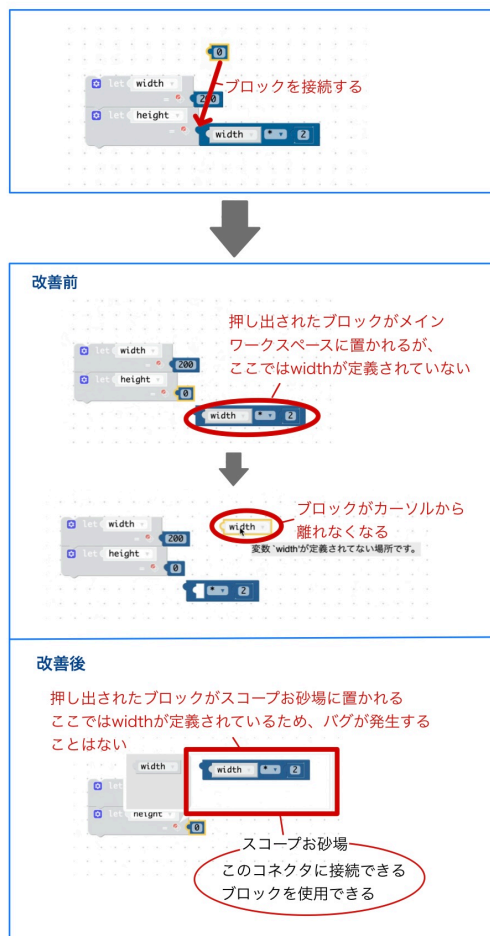 0
let width
= 200
ブロックを接続する
let height
= width * 2
改善前
押し出されたブロックがメイン
ワークスペースに置かれるが、
ここではwidthが定義されていない
let width
= 200
let height
= 0
width * 2
ブロックがカーソルから
離れなくなる
let width
width
= 200
変数 'width'が定義されてない場所です。
let height
= 0
2
改善後
押し出されたブロックがスコープお砂場に置かれる
ここではwidthが定義されているため、バグが発生する
ことはない
width
width * 2
let
let height
0
スコープお砂場
このコネクタに接続できる
ブロックを使用できる